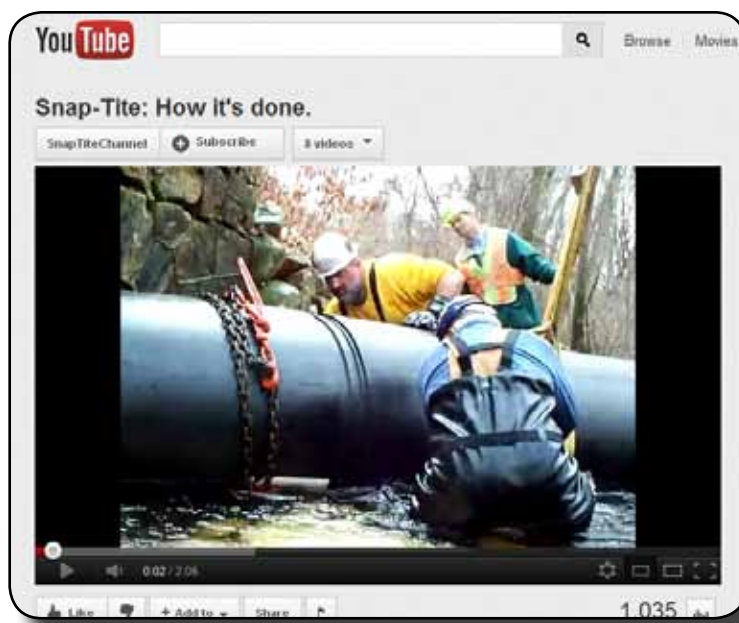 You Tube
Browse Movies
Snap-Tite: How it's done.
SnapTiteChannel Subscribe 8 videos
0:02 / 2:06
Like + Add to Share
1,035